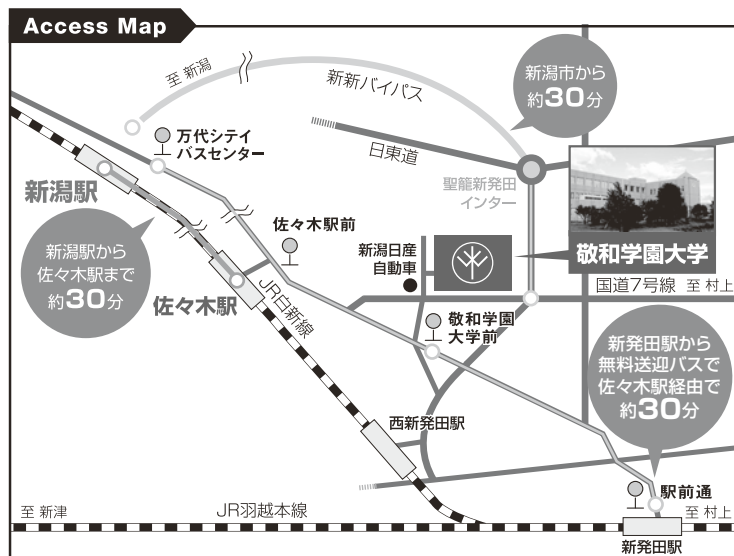 Access Map
至 新潟
新新バイパス
新潟市から
約30分
万代シテイ
バスセンター
日東道
聖籠新発田
インター
新潟駅
佐々木駅前
新潟日産
自動車
敬和学園大学
新潟駅から
佐々木駅まで
約30分
佐々木駅
JR白新線
国道7号線
至 村上
敬和学園
大学前
新発田駅から
無料送迎バスで
佐々木駅経由で
約30分
西新発田駅
駅前通
至 新津
JR羽越本線
至 村上
新発田駅